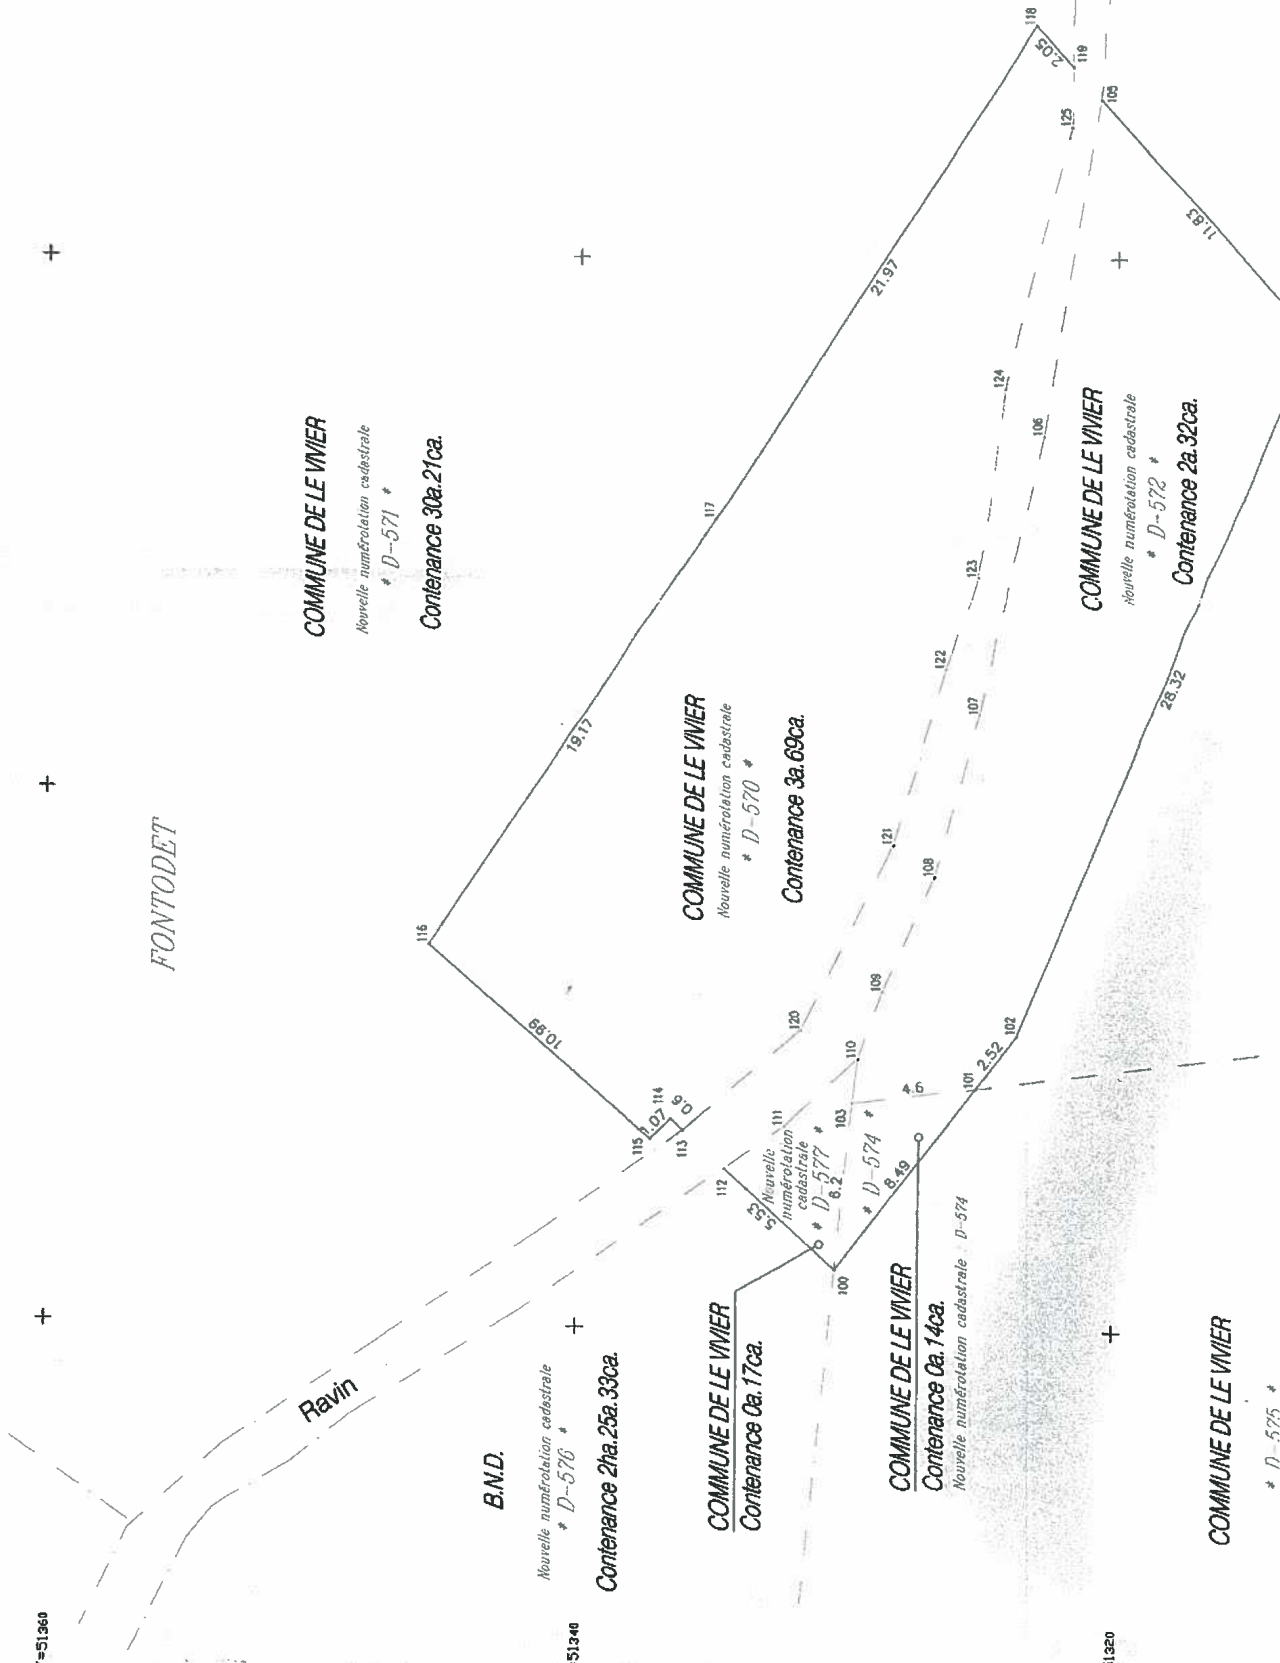 =51360
51340
51320
FONTODET
Ravin
COMMUNE DE LE VIVIER
Nouvelle numérotation cadastrale
* D-571 *
Contenance 30a.21ca.
COMMUNE DE LE VIVIER
Nouvelle numérotation cadastrale
* D-570 *
Contenance 3a.69ca.
COMMUNE DE LE VIVIER
Nouvelle numérotation cadastrale
* D-572 *
Contenance 2a.32ca.
B.N.D.
Nouvelle numérotation cadastrale
* D-576 *
Contenance 2ha.25a.33ca.
COMMUNE DE LE VIVIER
Contenance 0a.17ca.
Nouvelle
numérotation
cadastrale
* D-577 *
* D-574 *
COMMUNE DE LE VIVIER
Contenance 0a.14ca.
Nouvelle numérotation cadastrale : D-574
COMMUNE DE LE VIVIER
* D-575 *
116
19.17
117
21.97
118
2.05
119
125
105
11.83
124
106
123
122
107
121
108
109
120
110
10.99
115
1.07
114
0.6
113
112
5.53
111
103
6.2
4.6
100
8.49
101
2.52
102
28.32